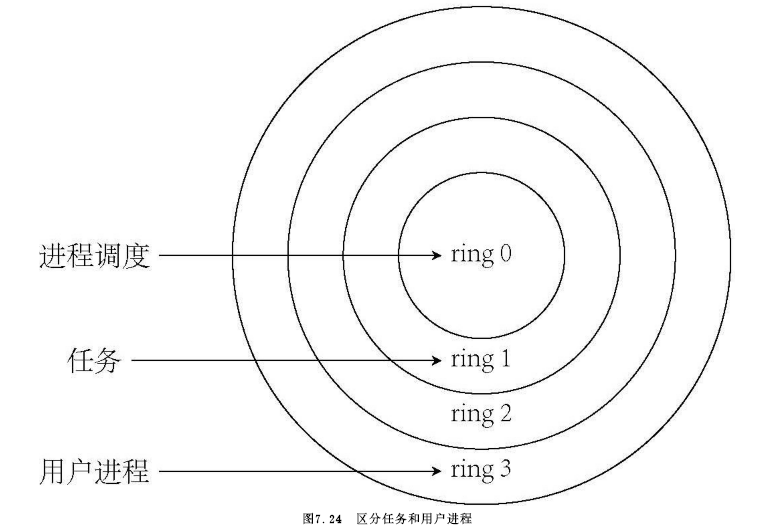 进程调度 ring 0
任务 ring 1
ring 2
用户进程 ring 3
图7.24 区分任务和用户进程